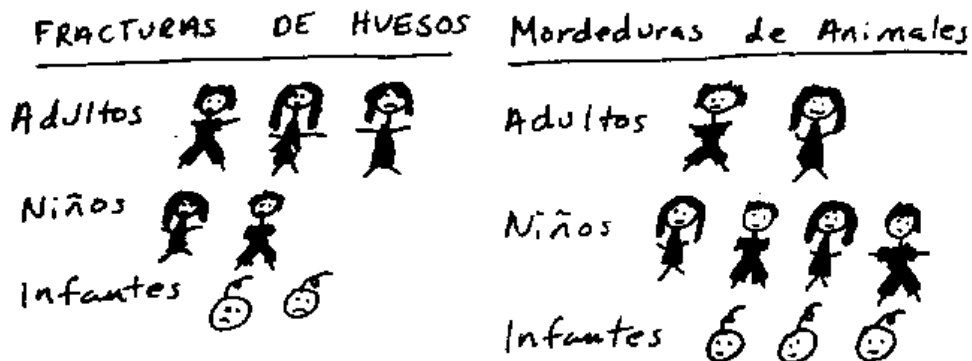 FRACTURAS DE HUESOS
Adultos
Niños
Infantes
Mordeduras de Animales
Adultos
Niños
Infantes